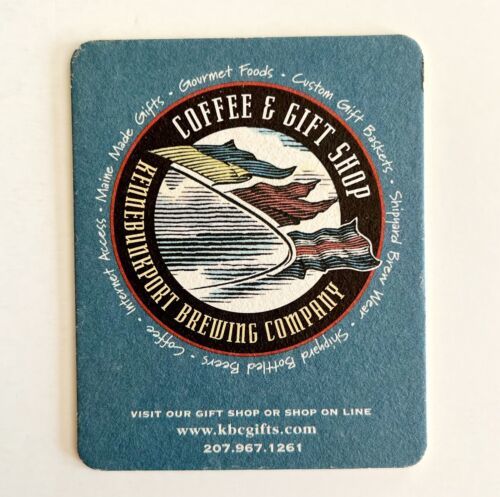 Gourmet Foods • Custom Gift Baskets • Shipyard Brew Wear • Shipyard Bottled Beers • Coffee • Internet Access • Maine Made Gifts •
COFFEE & GIFT SHOP
KENNEBUNKPORT BREWING COMPANY
VISIT OUR GIFT SHOP OR SHOP ON LINE
www.kbcgifts.com
207.967.1261